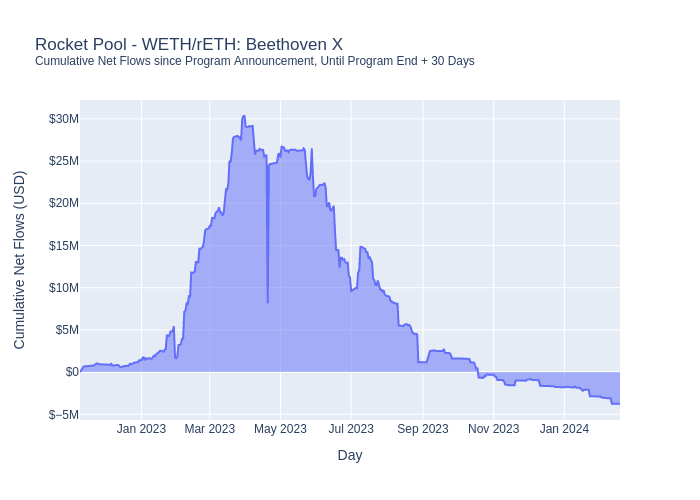 Rocket Pool - WETH/rETH: Beethoven X
Cumulative Net Flows since Program Announcement, Until Program End + 30 Days
Cumulative Net Flows (USD)
$30M
$25M
$20M
$15M
$10M
$5M
$0
$−5M
Jan 2023
Mar 2023
May 2023
Jul 2023
Sep 2023
Nov 2023
Jan 2024
Day